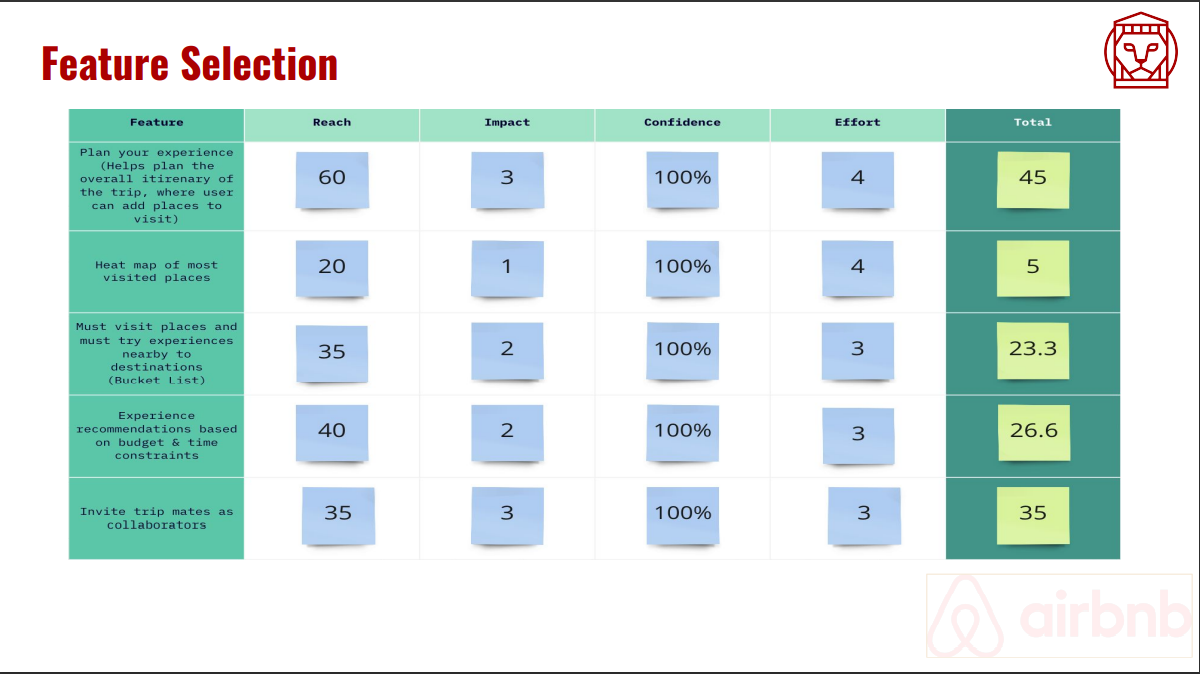 Feature Selection
Feature
Reach
Impact
Confidence
Effort
Total
Plan your experience
(Helps plan the
overall itirenary of
the trip, where user
can add places to
visit)
60
3
100%
4
45
Heat map of most
visited places
20
1
100%
4
5
Must visit places and
must try experiences
nearby to
destinations
(Bucket List)
35
2
100%
3
23.3
Experience
recommendations based
on budget & time
constraints
40
2
100%
3
26.6
Invite trip mates as
collaborators
35
3
100%
3
35
airbnb